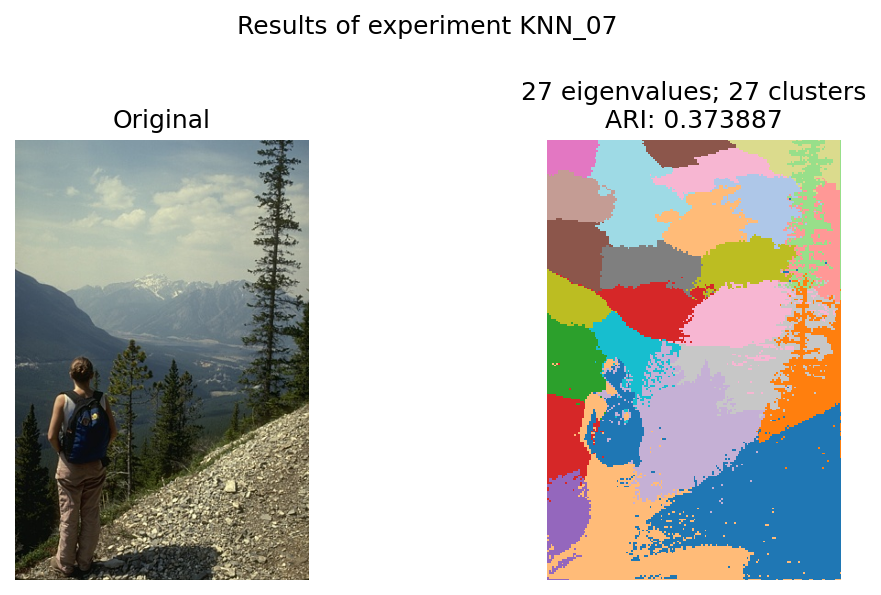 Results of experiment KNN_07
Original
27 eigenvalues; 27 clusters
ARI: 0.373887